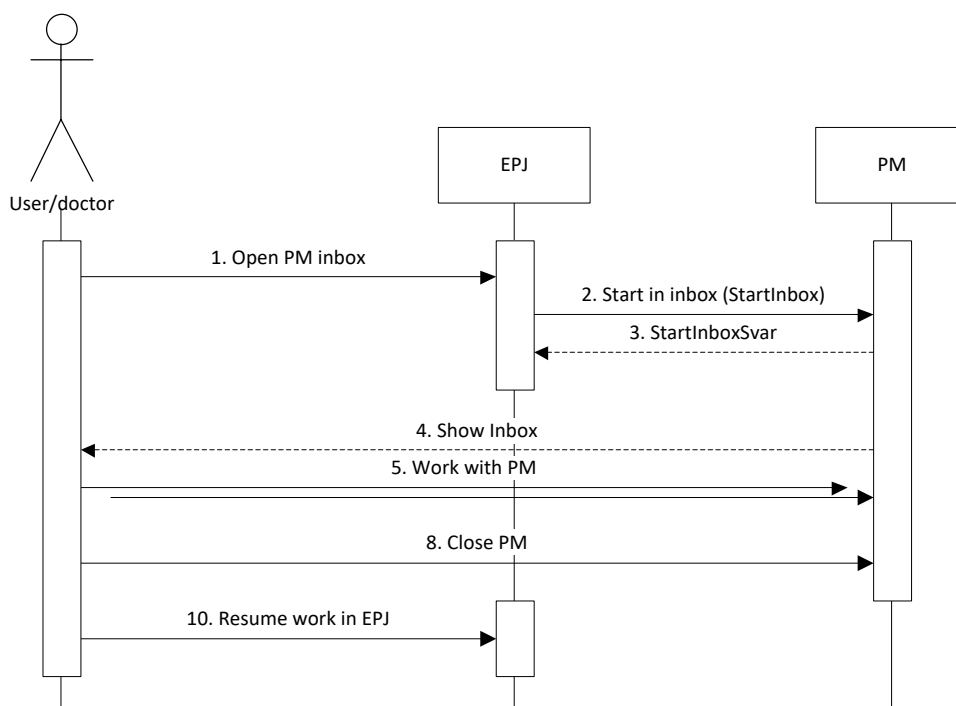 EPJ
PM
User/doctor
1. Open PM inbox
2. Start in inbox (StartInbox)
3. StartInboxSvar
4. Show Inbox
5. Work with PM
8. Close PM
10. Resume work in EPJ